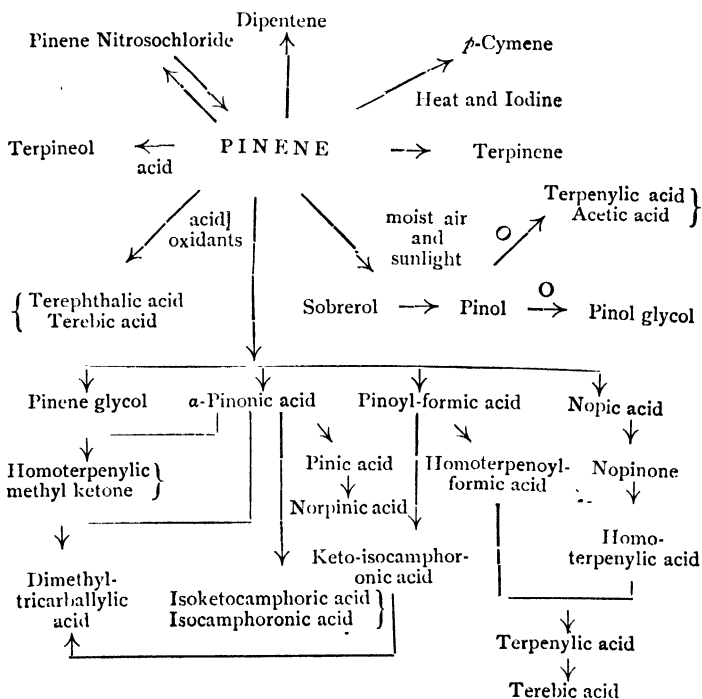 Dipentene
Pinene Nitrosochloride
p-Cymene
Heat and Iodine
Terpineol
acid
PINENE
Terpinene
acid
oxidants
moist air
and
sunlight
O
Terpenylic acid
Acetic acid
Terephthalic acid
Terebic acid
Sobrerol
Pinol
O
Pinol glycol
Pinene glycol
α-Pinonic acid
Pinoyl-formic acid
Nopic acid
Homoterpenylic
methyl ketone
Pinic acid
Norpinic acid
Homoterpenoyl-
formic acid
Nopinone
Keto-isocamphor-
onic acid
Homo-
terpenylic acid
Dimethyl-
tricarballylic
acid
Isoketocamphoric acid
Isocamphoronic acid
Terpenylic acid
Terebic acid